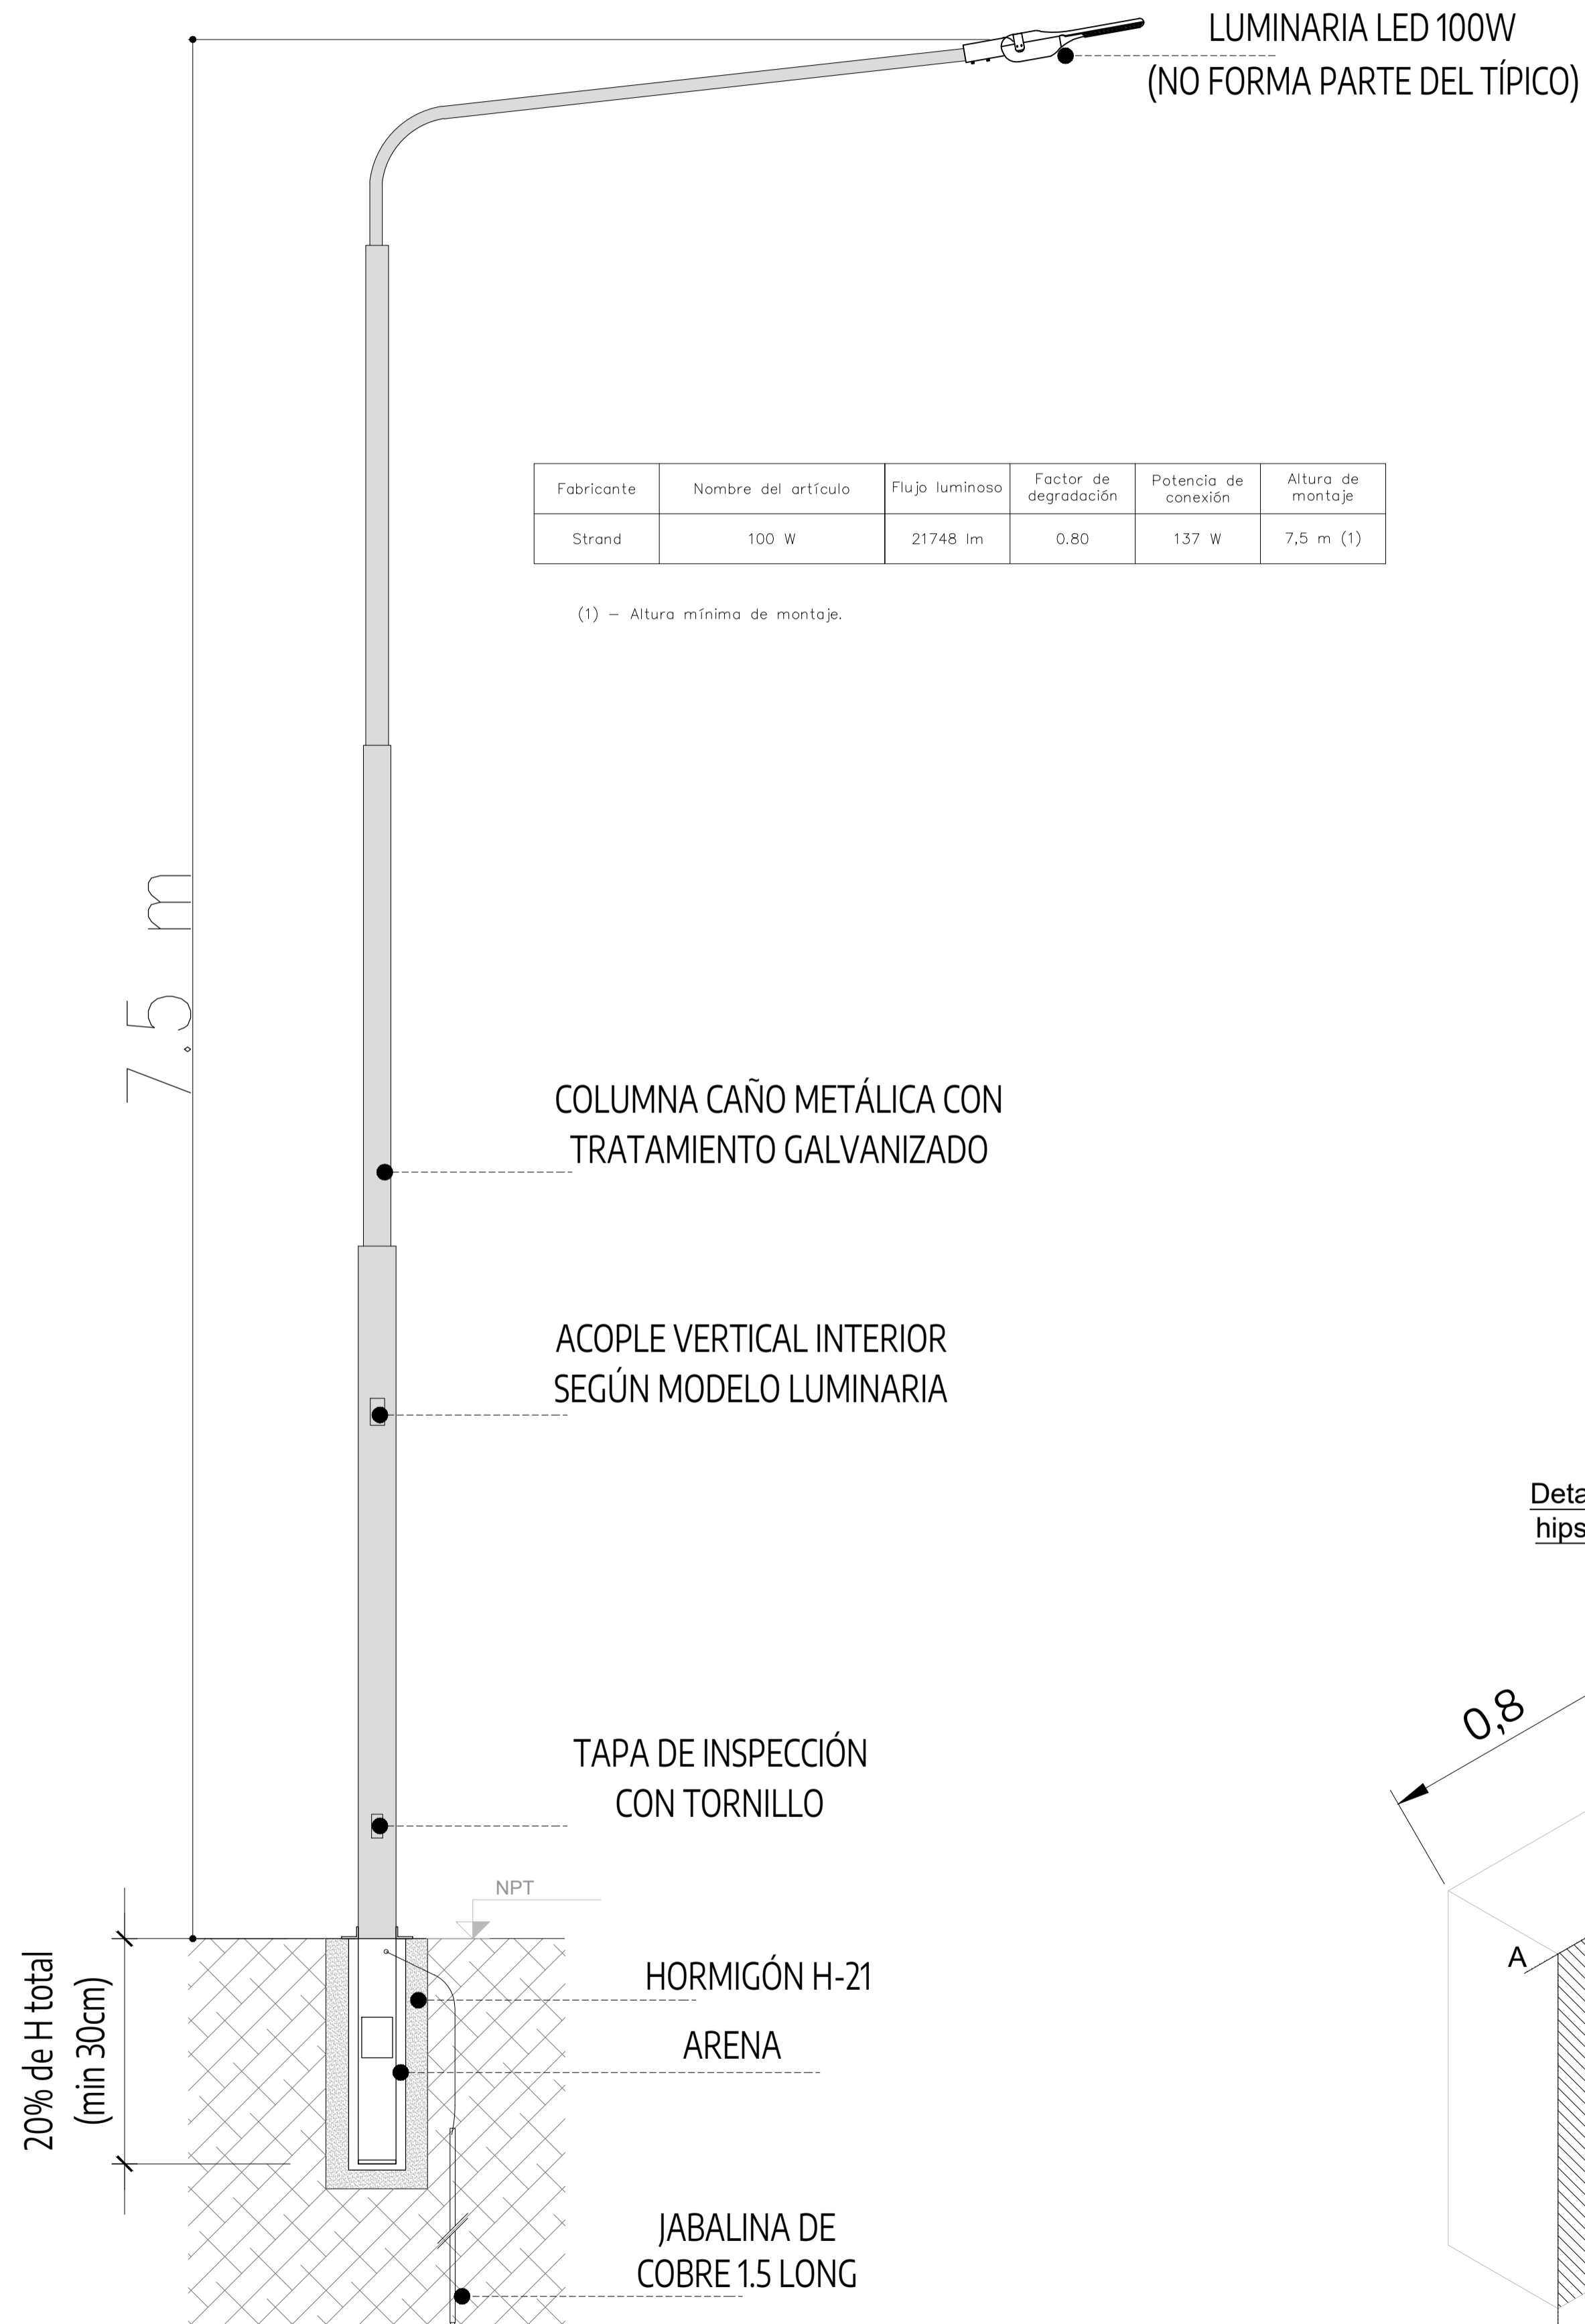 LUMINARIA LED 100W
(NO FORMA PARTE DEL TÍPICO)
Fabricante Nombre del artículo Flujo luminoso Factor de degradación Potencia de conexión Altura de montaje
Strand 100 W 21748 lm 0.80 137 W 7,5 m (1)
(1) – Altura mínima de montaje.
7.5 m
COLUMNA CAÑO METÁLICA CON
TRATAMIENTO GALVANIZADO
ACOPLE VERTICAL INTERIOR
SEGÚN MODELO LUMINARIA
Deta
hips
0,8
TAPA DE INSPECCIÓN
CON TORNILLO
NPT
A
20% de H total
(min 30cm)
HORMIGÓN H-21
ARENA
JABALINA DE
COBRE 1.5 LONG